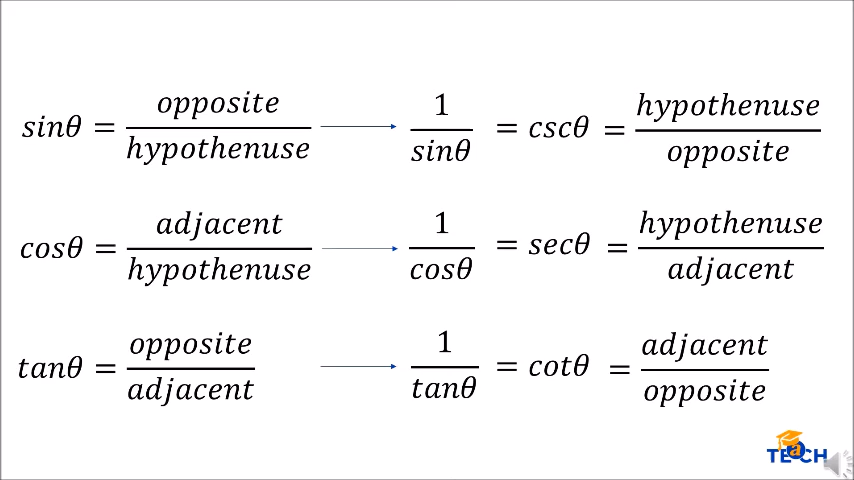 sinθ = opposite/hypothenuse → 1/sinθ = cscθ = hypothenuse/opposite
cosθ = adjacent/hypothenuse → 1/cosθ = secθ = hypothenuse/adjacent
tanθ = opposite/adjacent → 1/tanθ = cotθ = adjacent/opposite
TEaCH